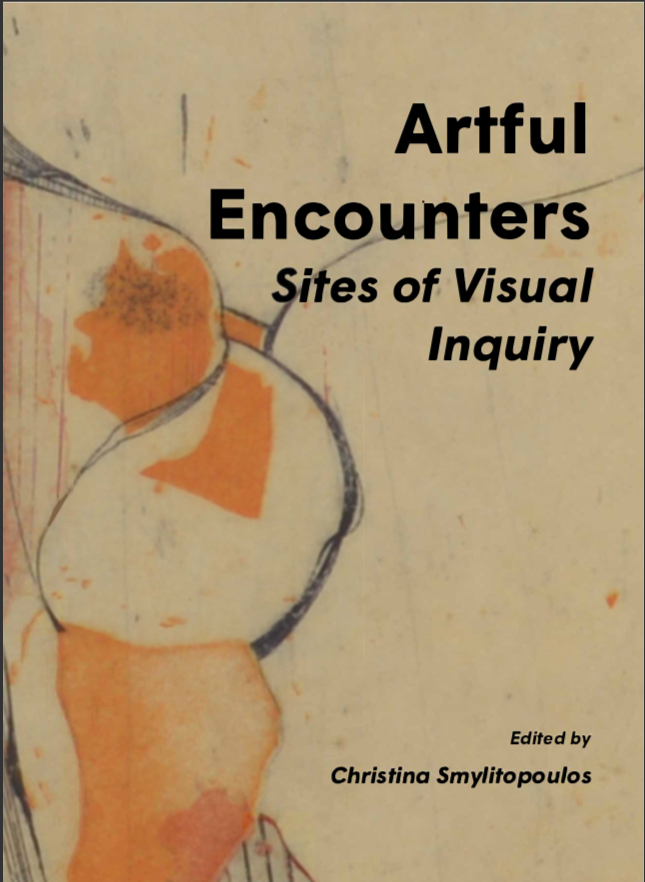 Artful
Encounters
Sites of Visual
Inquiry
Edited by
Christina Smylitopoulos